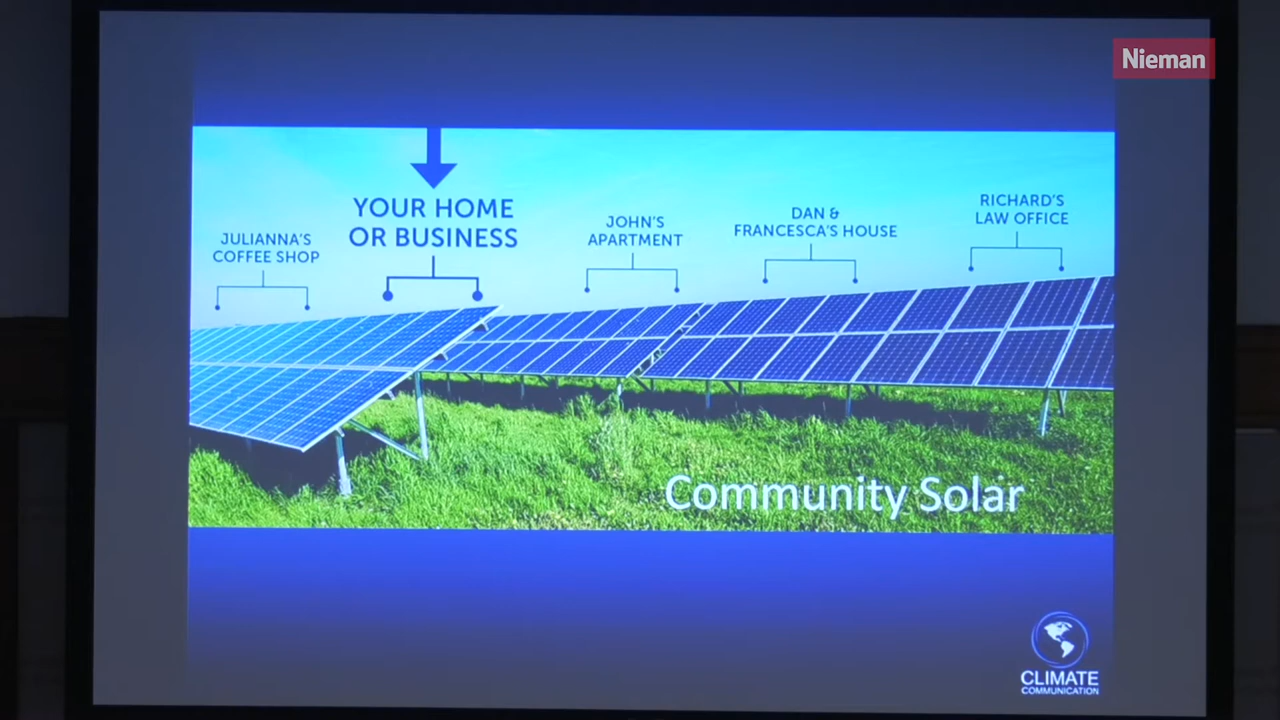 Nieman
YOUR HOME
OR BUSINESS
JULIANNA'S
COFFEE SHOP
JOHN'S
APARTMENT
DAN &
FRANCESCA'S HOUSE
RICHARD'S
LAW OFFICE
Community Solar
CLIMATE
COMMUNICATION